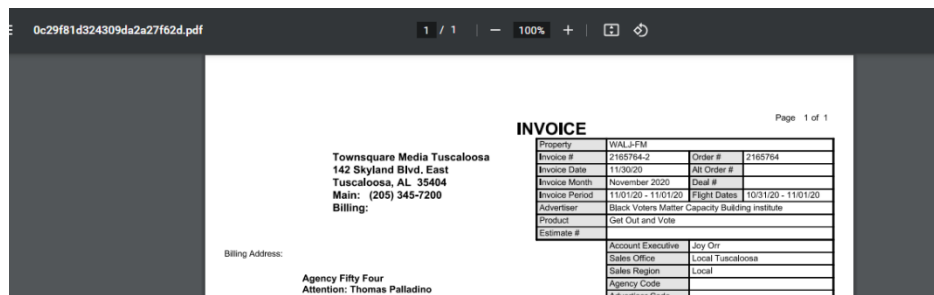 0c29f81d324309da2a27f62d.pdf 1 / 1 100%
Page 1 of 1
INVOICE
Townsquare Media Tuscaloosa
142 Skyland Blvd, East
Tuscaloosa, AL 35404
Main: (205) 345-7200
Billing:
Property WALJ-FM
Invoice # 2165764-2 Order # 2165764
Invoice Date 11/30/20 Alt Order #
Invoice Month November 2020 Deal #
Invoice Period 11/01/20 - 11/01/20 Flight Dates 10/31/20 - 11/01/20
Advertiser Black Voters Matter Capacity Building institute
Product Get Out and Vote
Estimate #
Account Executive Joy Orr
Sales Office Local Tuscaloosa
Sales Region Local
Agency Code
Advertiser Code
Billing Address:
Agency Fifty Four
Attention: Thomas Palladino